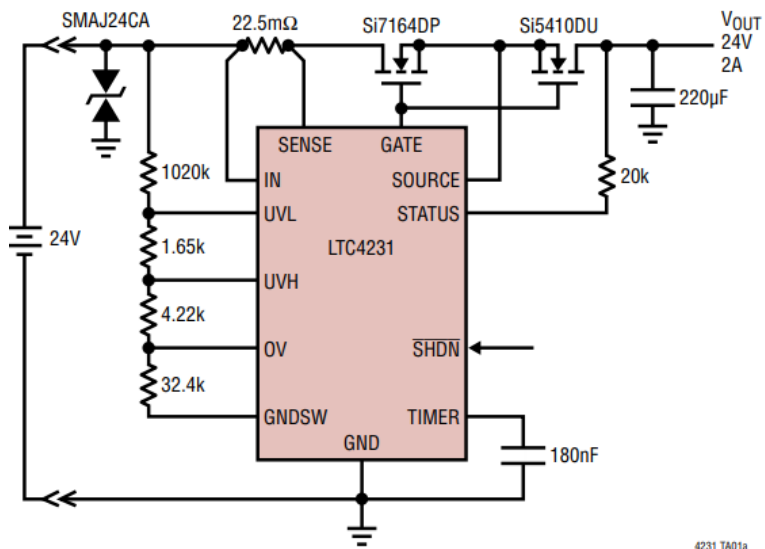 SMAJ24CA
22.5mΩ
Si7164DP
Si5410DU
VOUT
24V
2A
220µF
SENSE
GATE
1020k
IN
SOURCE
20k
UVL
STATUS
24V
1.65k
LTC4231
UVH
4.22k
OV
SHDN
32.4k
GNDSW
TIMER
GND
180nF
4231 TA01a